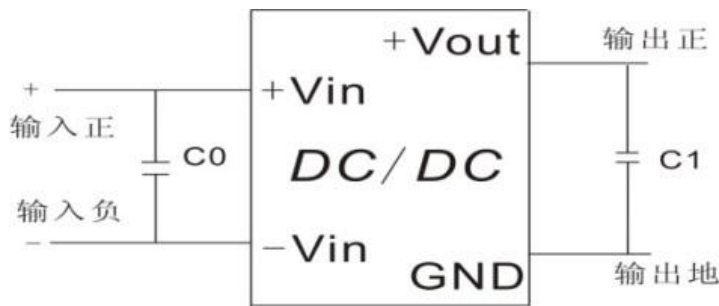 +Vout
输出正
+
+Vin
输入正
C0
DC/DC
C1
输入负
−
−Vin
GND
输出地